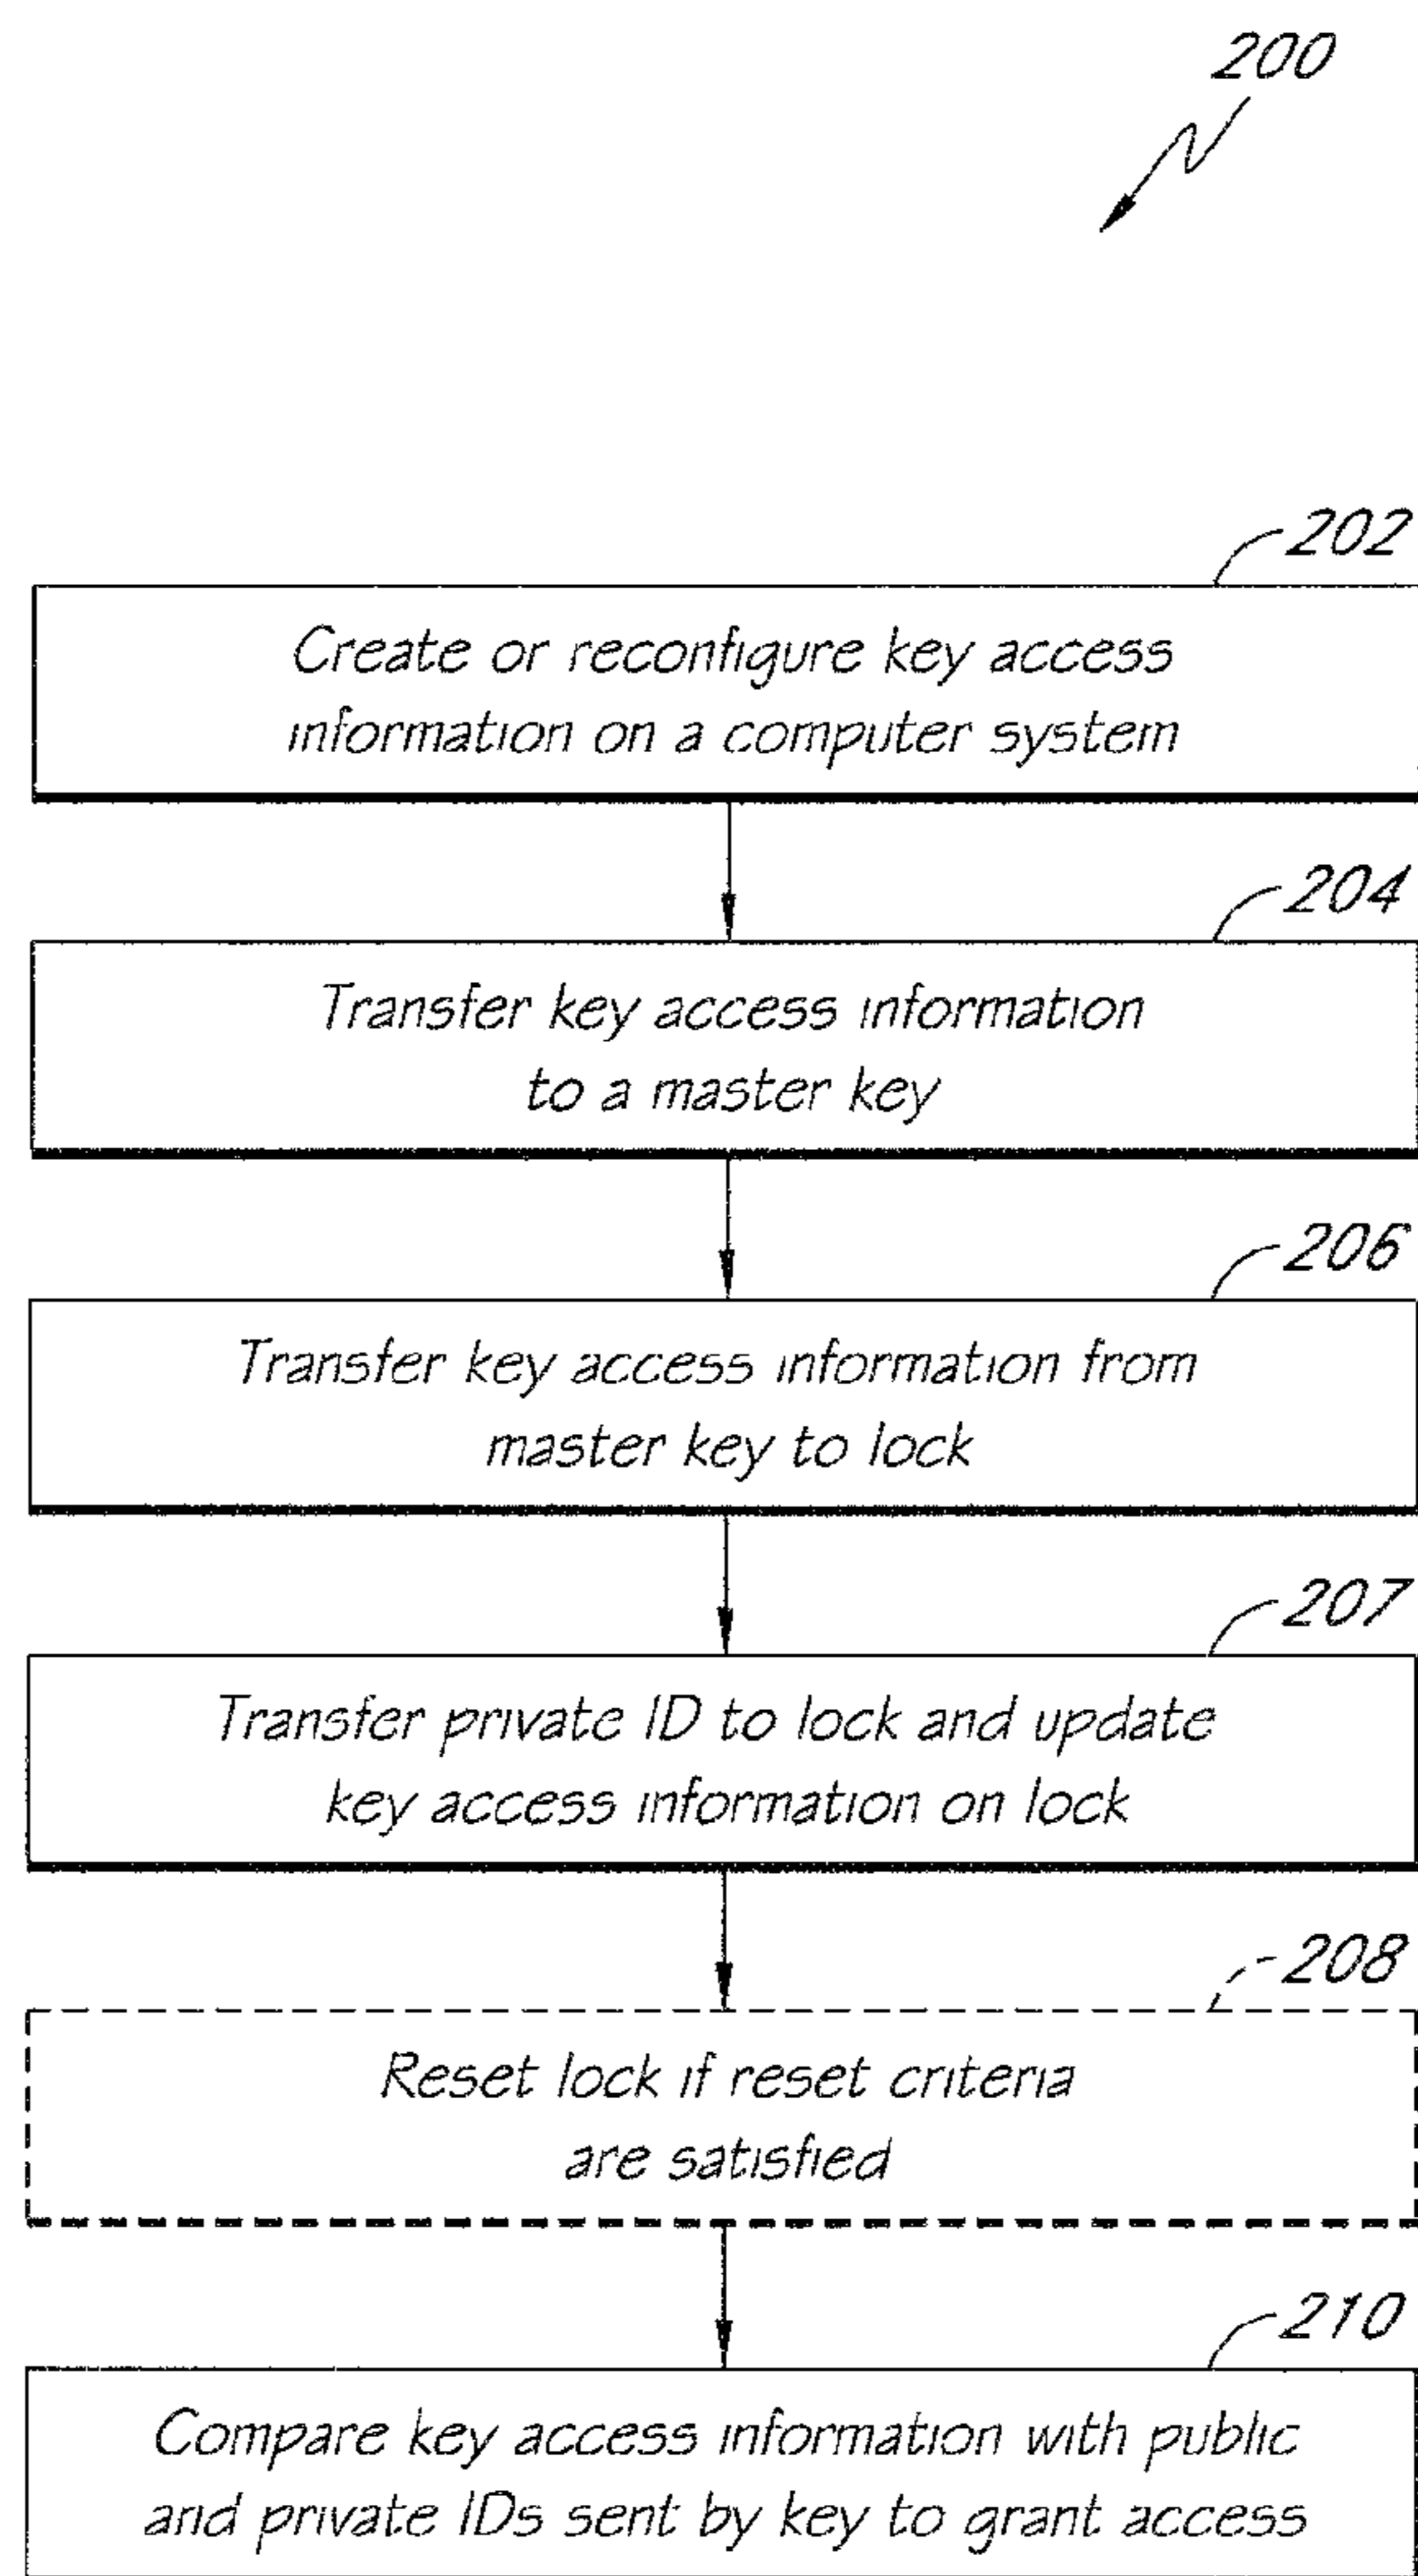 200
202
Create or reconfigure key access
information on a computer system
204
Transfer key access information
to a master key
206
Transfer key access information from
master key to lock
207
Transfer private ID to lock and update
key access information on lock
208
Reset lock if reset criteria
are satisfied
210
Compare key access information with public
and private IDs sent by key to grant access